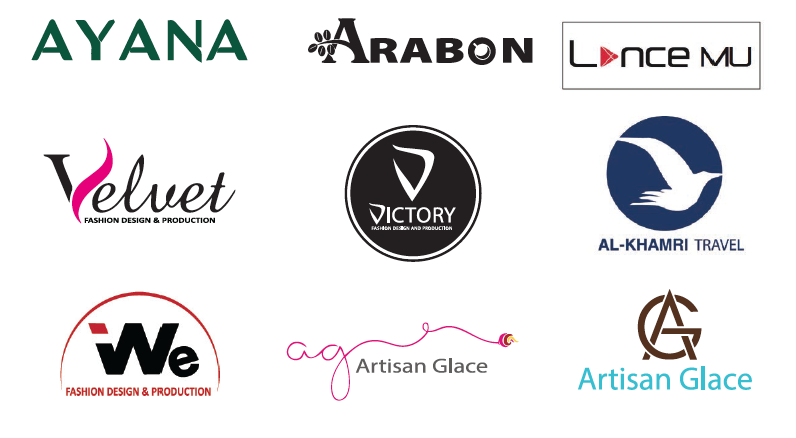 AYANA
ARABON
Lance MU
Velvet
FASHION DESIGN & PRODUCTION
VICTORY
FASHION DESIGN AND PRODUCTION
AL-KHAMRI TRAVEL
iWe
FASHION DESIGN & PRODUCTION
ag
Artisan Glace
AG
Artisan Glace